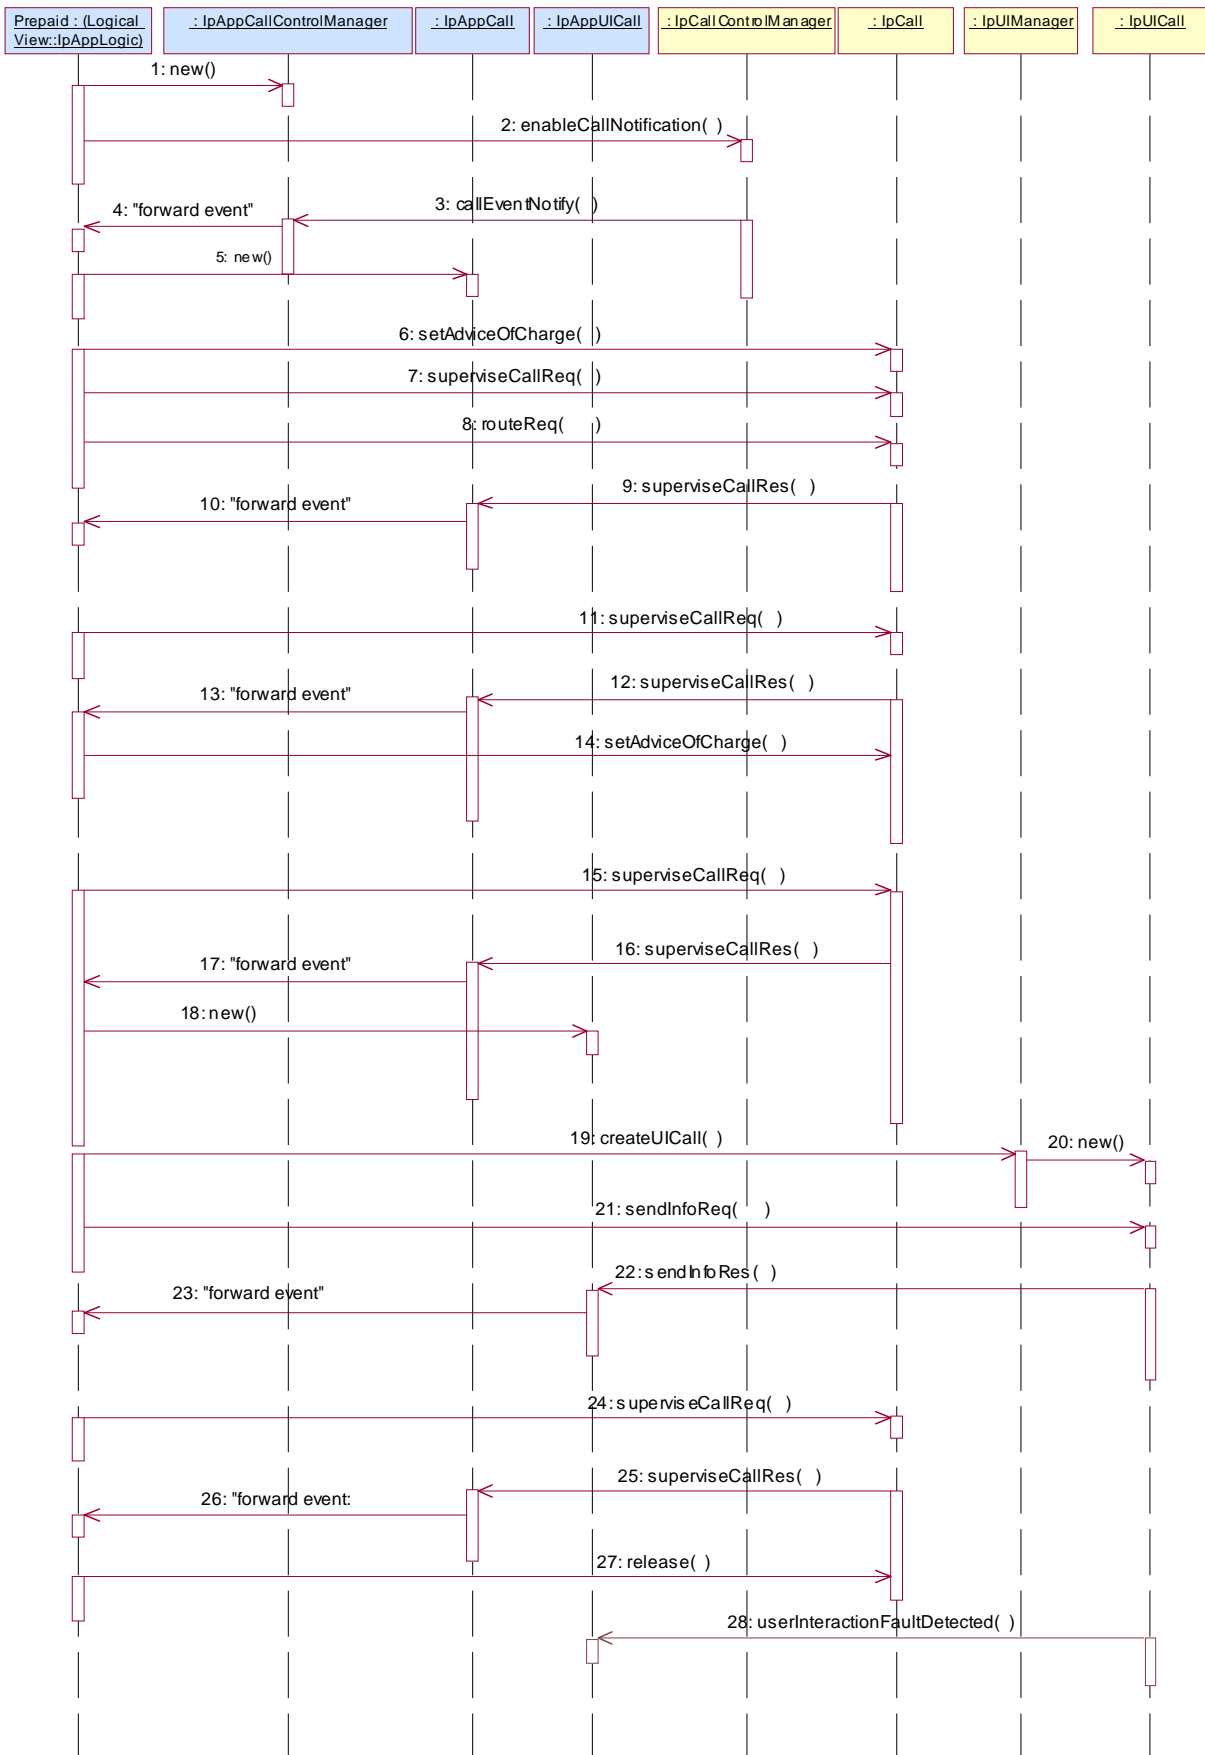 Prepaid : (Logical
View::IpAppLogic)
: IpAppCallControlManager
: IpAppCall
: IpAppUICall
: IpCallControlManager
: IpCall
: IpUIManager
: IpUICall
1: new()
2: enableCallNotification( )
3: callEventNotify( )
4: "forward event"
5: new()
6: setAdviceOfCharge( )
7: superviseCallReq( )
8: routeReq( )
9: superviseCallRes( )
10: "forward event"
11: superviseCallReq( )
12: superviseCallRes( )
13: "forward event"
14: setAdviceOfCharge( )
15: superviseCallReq( )
16: superviseCallRes( )
17: "forward event"
18: new()
19: createUICall( )
20: new()
21: sendInfoReq( )
22: sendInfoRes( )
23: "forward event"
24: superviseCallReq( )
25: superviseCallRes( )
26: "forward event:
27: release( )
28: userInteractionFaultDetected( )